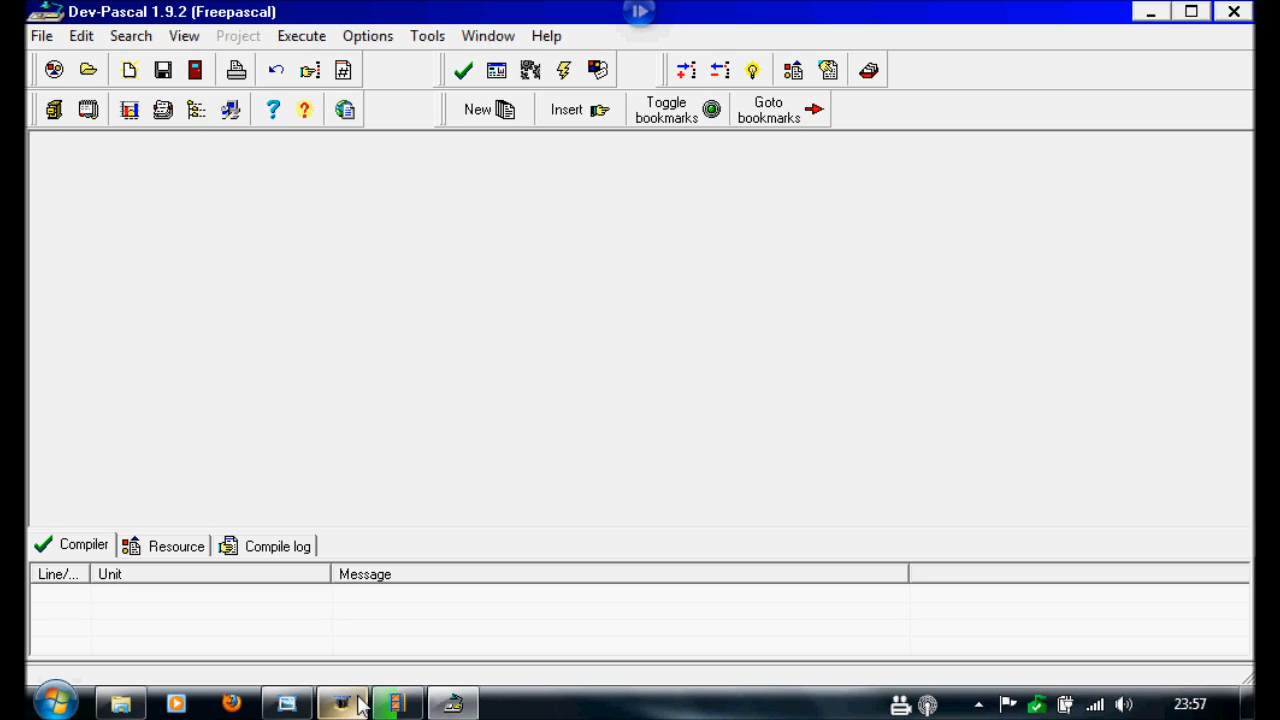 Dev-Pascal 1.9.2 (Freepascal)
File Edit Search View Project Execute Options Tools Window Help
New Insert Toggle bookmarks Goto bookmarks
Compiler Resource Compile log
Line/... Unit Message
23:57